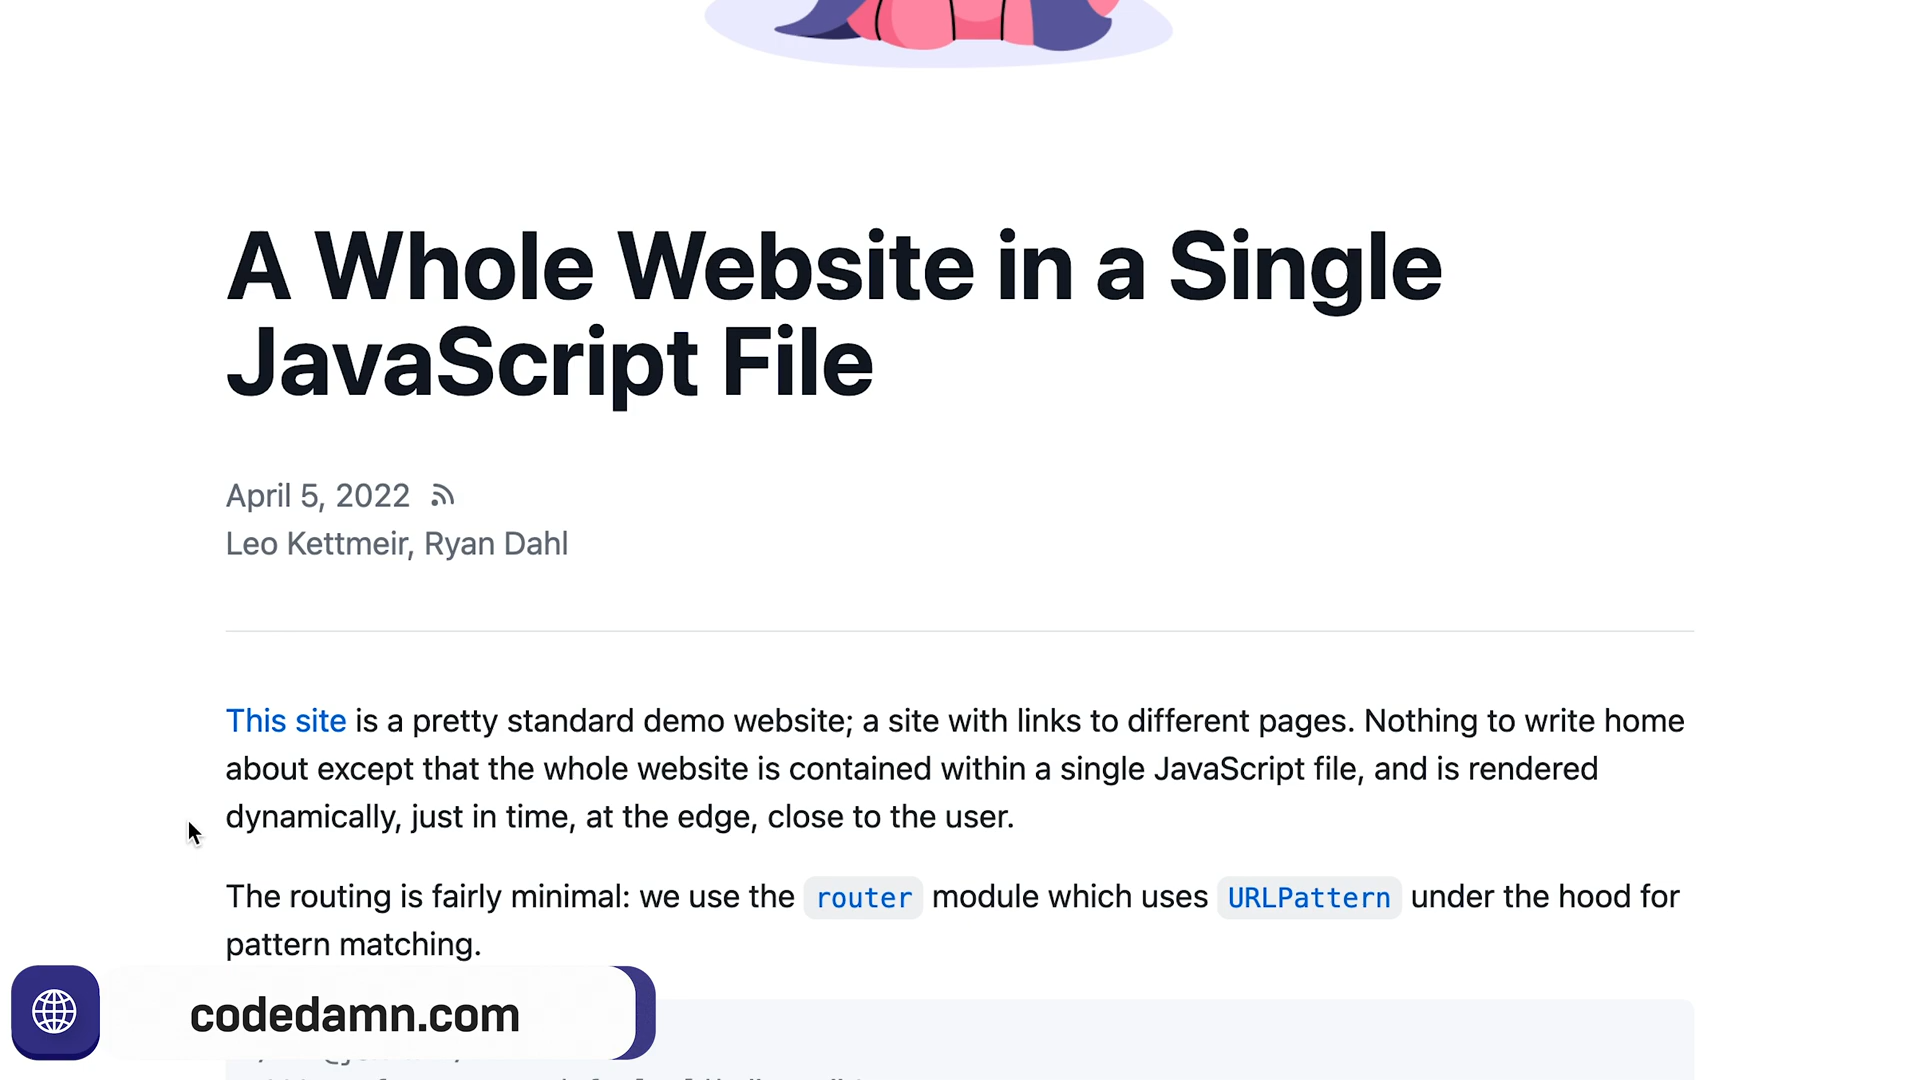 A Whole Website in a Single
JavaScript File
April 5, 2022
Leo Kettmeir, Ryan Dahl
This site is a pretty standard demo website; a site with links to different pages. Nothing to write home
about except that the whole website is contained within a single JavaScript file, and is rendered
dynamically, just in time, at the edge, close to the user.
The routing is fairly minimal: we use the router module which uses URLPattern under the hood for
pattern matching.
codedamn.com